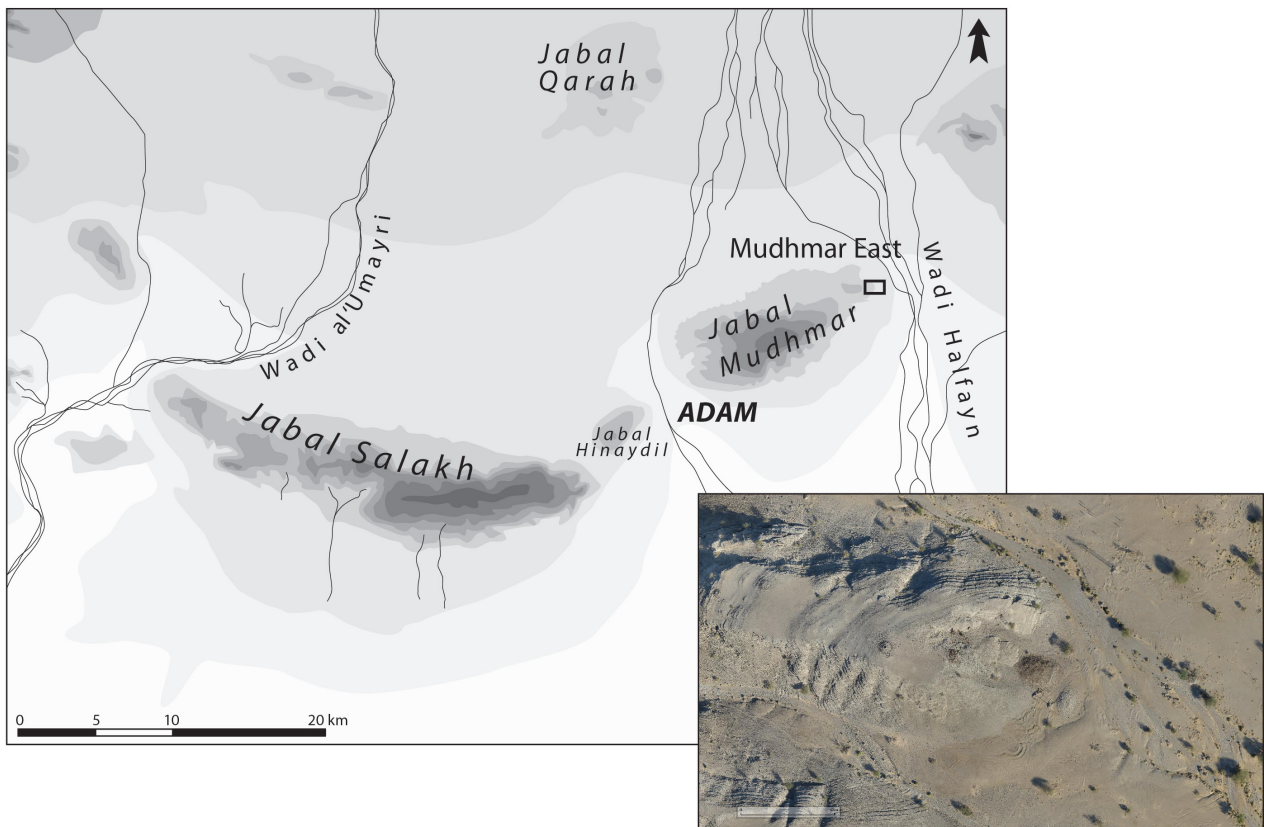 Jabal
Qarah
Mudhmar East
Wadi al‘Umayri
Wadi Halfayn
Jabal
Mudhmar
ADAM
Jabal Salakh
Jabal
Hinaydil
0 5 10 20 km